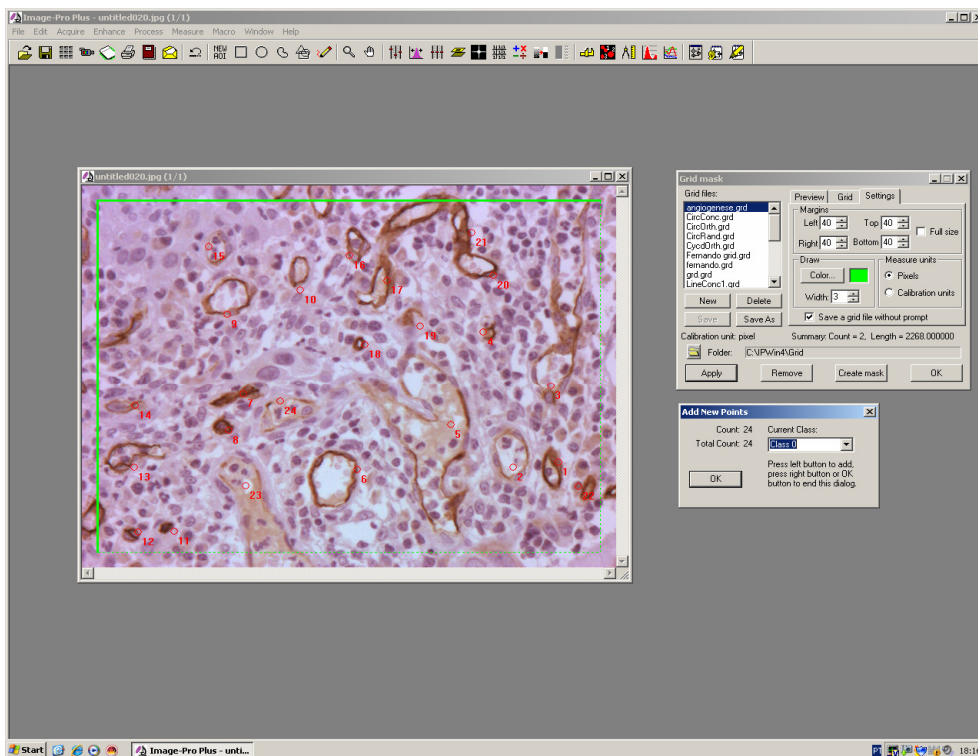 Image-Pro Plus - untitled020.jpg (1/1)
File Edit Acquire Enhance Process Measure Macro Window Help
NEW AOI
untitled020.jpg (1/1)
15
16
21
17
20
10
9
19
4
18
3
7
14
24
5
8
13
6
2
1
23
12
11
Grid mask
Grid files:
angiogenese.grd
CircConc.grd
CircOrth.grd
CircRand.grd
CycdOrth.grd
Fernando grid.grd
fernando.grd
grd.grd
LineConc1.grd
New Delete
Save Save As
Preview Grid Settings
Margins
Left 40 Top 40 Full size
Right 40 Bottom 40
Draw
Color...
Width: 3
Measure units
Pixels
Calibration units
Save a grid file without prompt
Calibration unit: pixel Summary: Count = 2, Length = 2268.000000
Folder: C:\IPWin4\Grid
Apply Remove Create mask OK
Add New Points
Count: 24 Current Class:
Total Count: 24 Class 0
OK
Press left button to add,
press right button or OK
button to end this dialog.
Start Image-Pro Plus - unti... PT